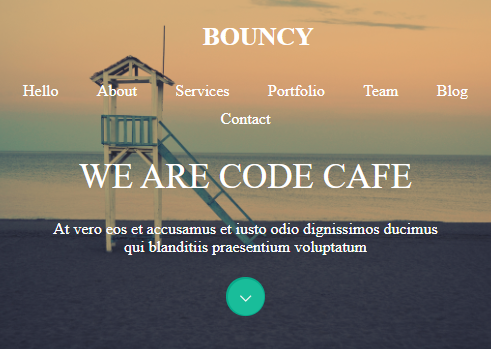 BOUNCY
Hello About Services Portfolio Team Blog
Contact
WE ARE CODE CAFE
At vero eos et accusamus et iusto odio dignissimos ducimus
qui blanditiis praesentium voluptatum